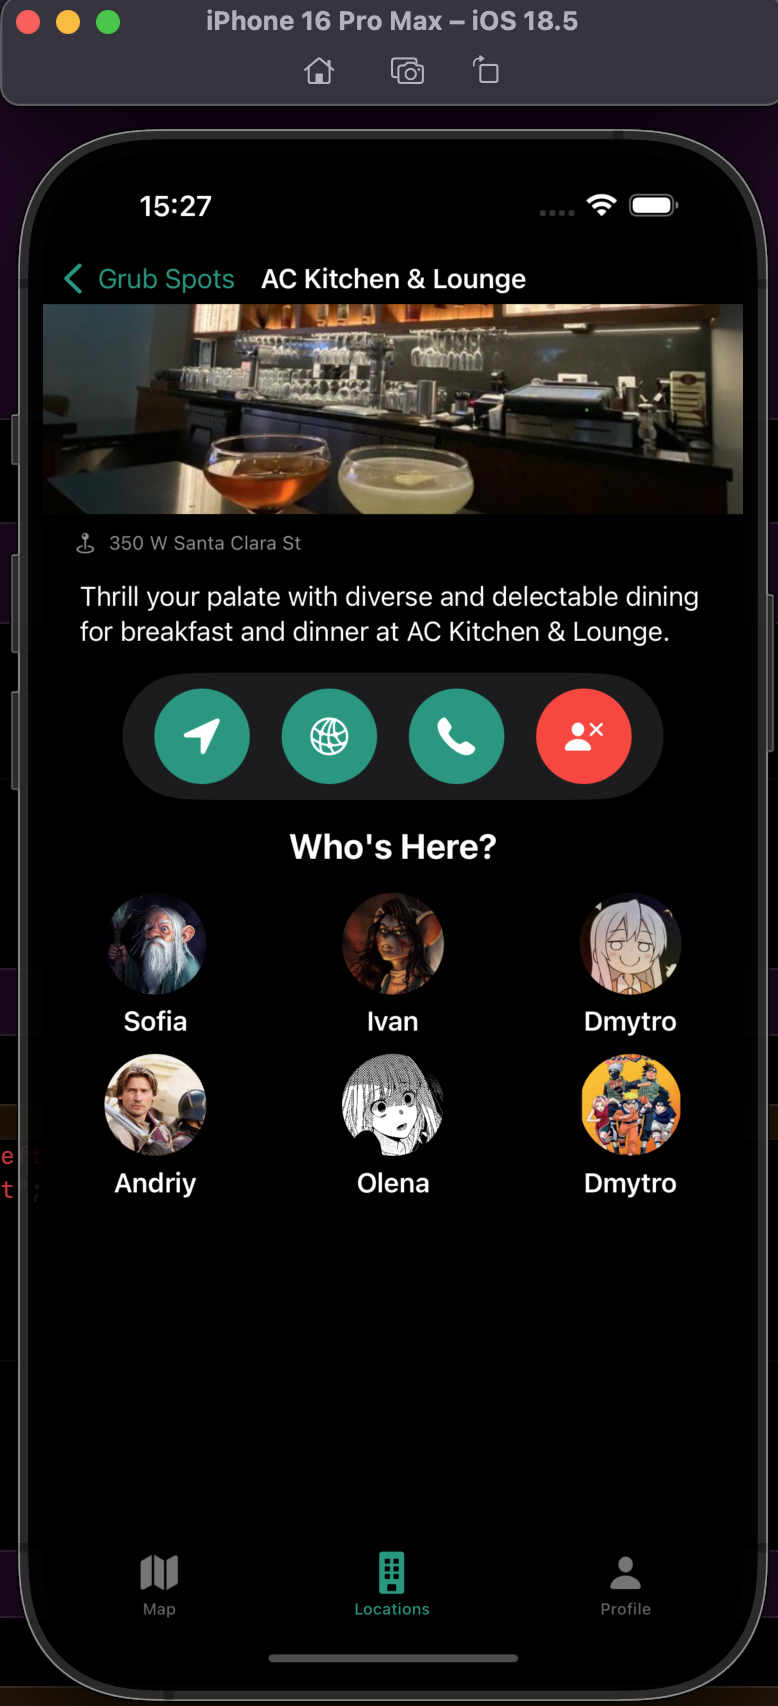 iPhone 16 Pro Max – iOS 18.5
15:27
Grub Spots AC Kitchen & Lounge
350 W Santa Clara St
Thrill your palate with diverse and delectable dining
for breakfast and dinner at AC Kitchen & Lounge.
Who's Here?
Sofia Ivan Dmytro
Andriy Olena Dmytro
Map Locations Profile